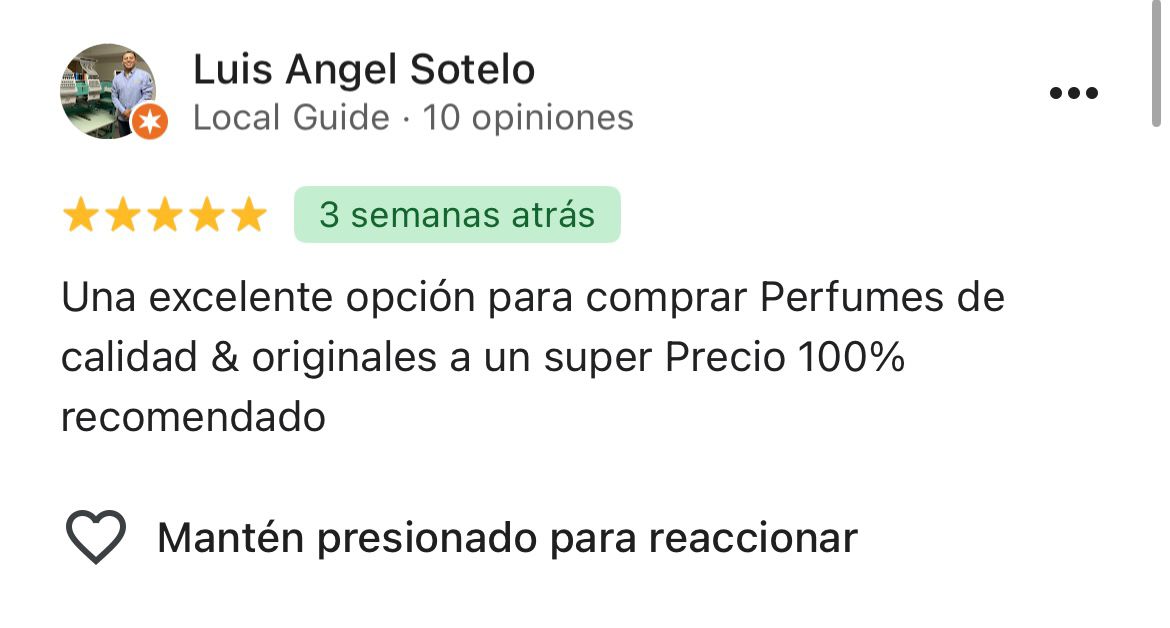 Luis Angel Sotelo
Local Guide · 10 opiniones
3 semanas atrás
Una excelente opción para comprar Perfumes de
calidad & originales a un super Precio 100%
recomendado
Mantén presionado para reaccionar